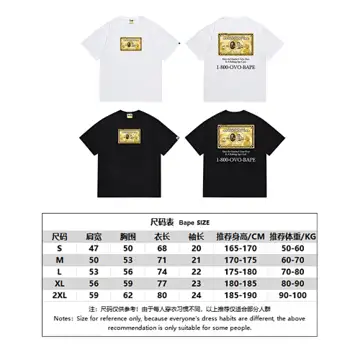 1-800-OVO-BAPE
1-800-OVO-BAPE
尺码表 Bape SIZE
尺码 肩宽 胸围 衣长 袖长 推荐身高/CM 推荐体重/KG
S 47 50 68 20 165-170 50-60
M 50 53 71 21 170-175 60-70
L 53 56 74 22 175-180 70-80
XL 56 59 77 23 180-185 80-90
2XL 59 62 80 24 185-190 90-100
备注：（尺码仅供参考！由于每人穿衣习惯不同，以上推荐仅适合部分人群
Notes: Size for reference only, because everyone's dress habits are different, the above
recommendation is only suitable for some people.